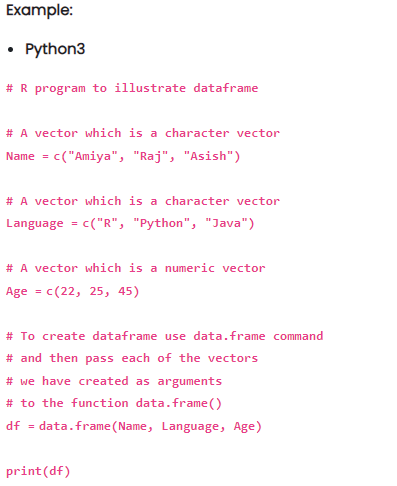 Example:
• Python3
# R program to illustrate dataframe
# A vector which is a character vector
Name = c("Amiya", "Raj", "Asish")
# A vector which is a character vector
Language = c("R", "Python", "Java")
# A vector which is a numeric vector
Age = c(22, 25, 45)
# To create dataframe use data.frame command
# and then pass each of the vectors
# we have created as arguments
# to the function data.frame()
df = data.frame(Name, Language, Age)
print(df)